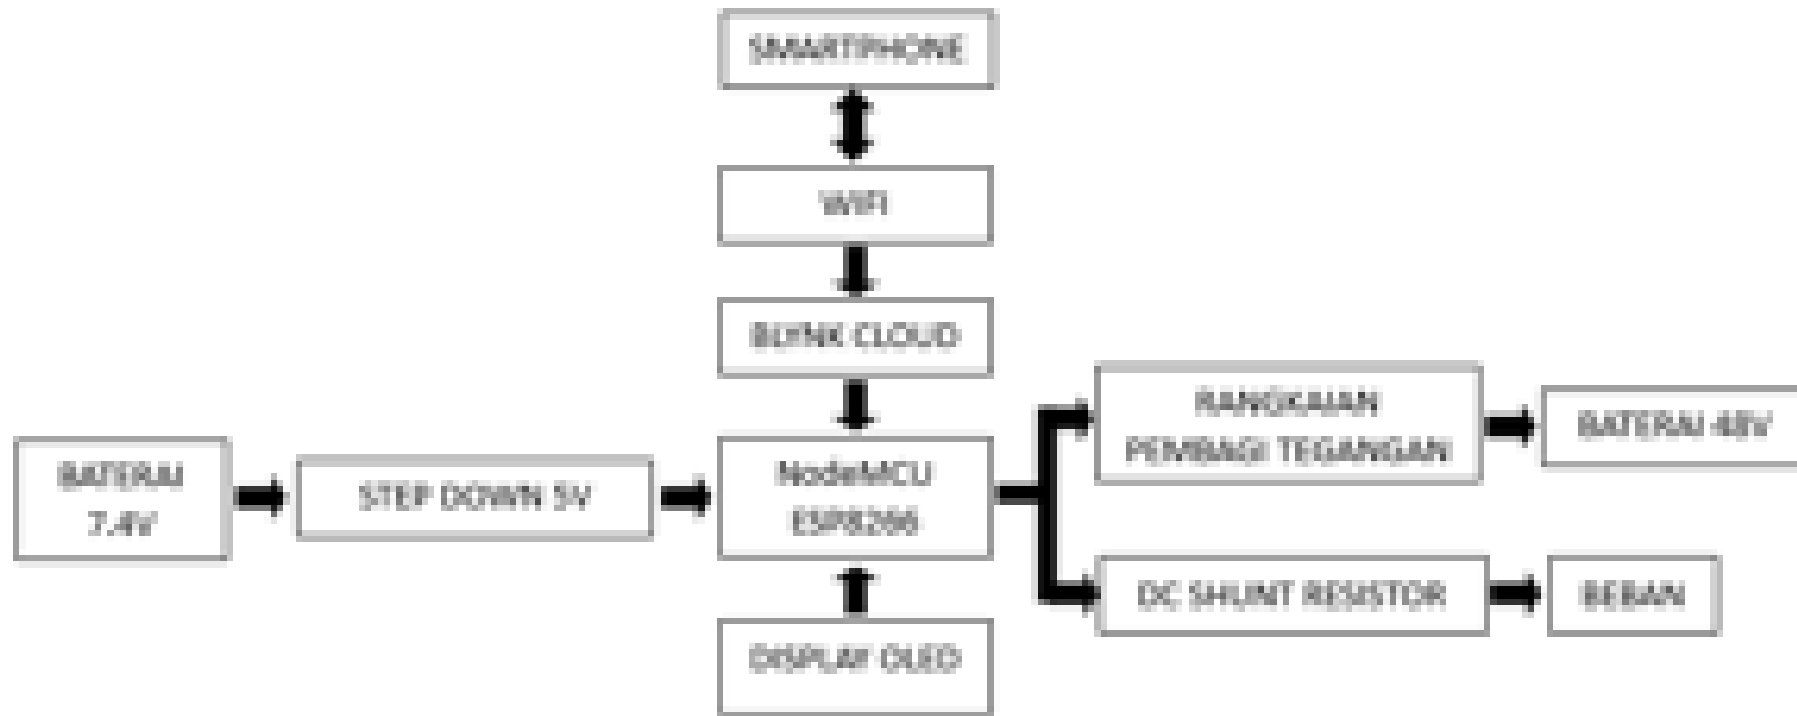 SMARTPHONE
WIFI
BLYNK CLOUD
RANGKAIAN
PEMBAGI TEGANGAN
BATERAI 48V
BATERAI
7.4V
STEP DOWN 5V
NodeMCU
ESP8266
DC SHUNT RESISTOR
BEBAN
DISPLAY OLED